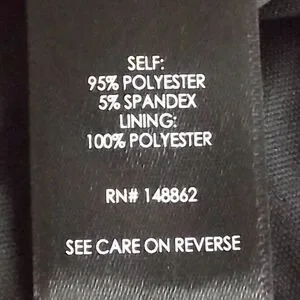 SELF:
95% POLYESTER
5% SPANDEX
LINING:
100% POLYESTER
RN# 148862
SEE CARE ON REVERSE